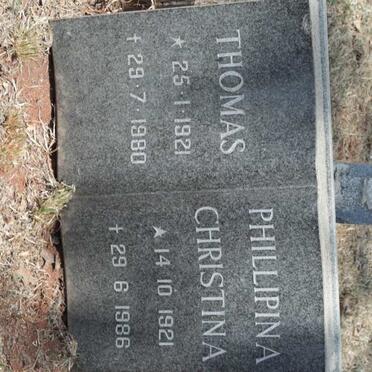 THOMAS
★ 25·1·1921
✝ 29·7·1980
PHILLIPINA
CHRISTINA
★ 14·10·1921
✝ 29·6·1986